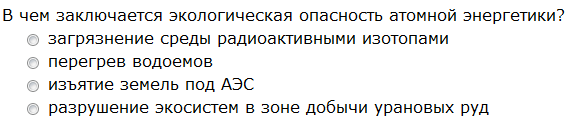 В чем заключается экологическая опасность атомной энергетики?
загрязнение среды радиоактивными изотопами
перегрев водоемов
изъятие земель под АЭС
разрушение экосистем в зоне добычи урановых руд